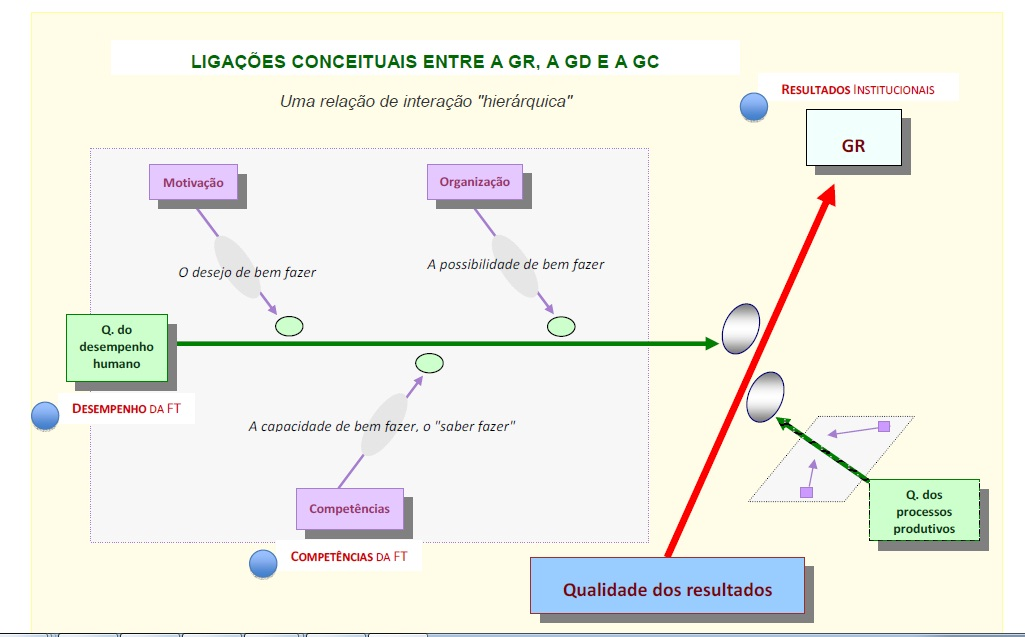 LIGAÇÕES CONCEITUAIS ENTRE A GR, A GD E A GC
Uma relação de interação "hierárquica"
RESULTADOS INSTITUCIONAIS
GR
Motivação
Organização
O desejo de bem fazer
A possibilidade de bem fazer
Q. do
desempenho
humano
DESEMPENHO DA FT
A capacidade de bem fazer, o "saber fazer"
Competências
COMPETÊNCIAS DA FT
Q. dos
processos
produtivos
Qualidade dos resultados